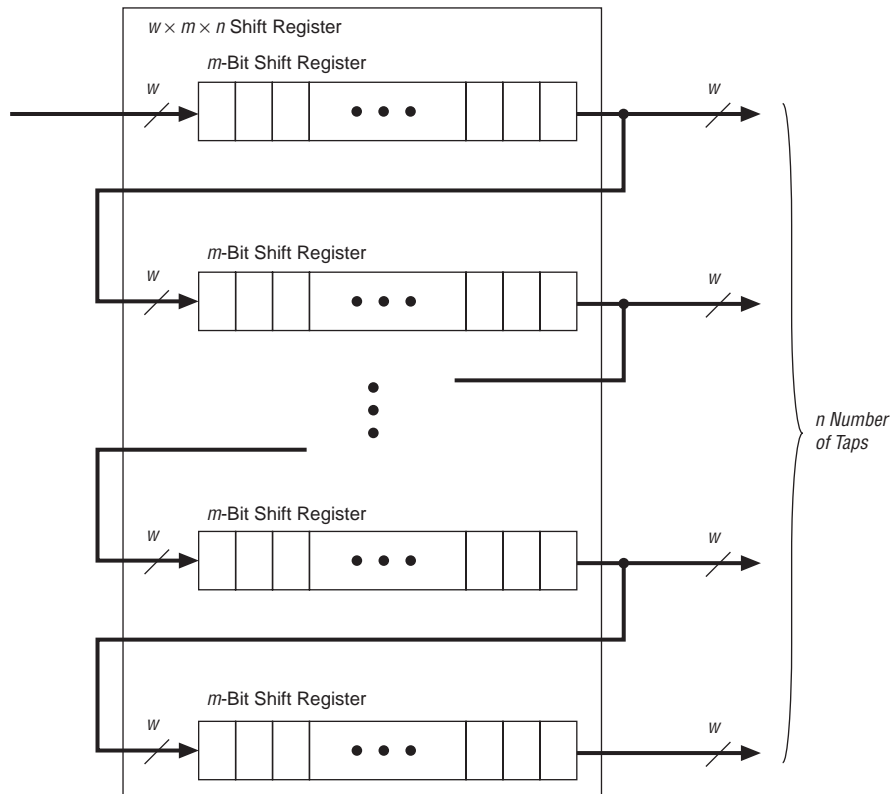 w × m × n Shift Register
m-Bit Shift Register
w
w
m-Bit Shift Register
w
w
n Number
of Taps
m-Bit Shift Register
w
w
m-Bit Shift Register
w
w